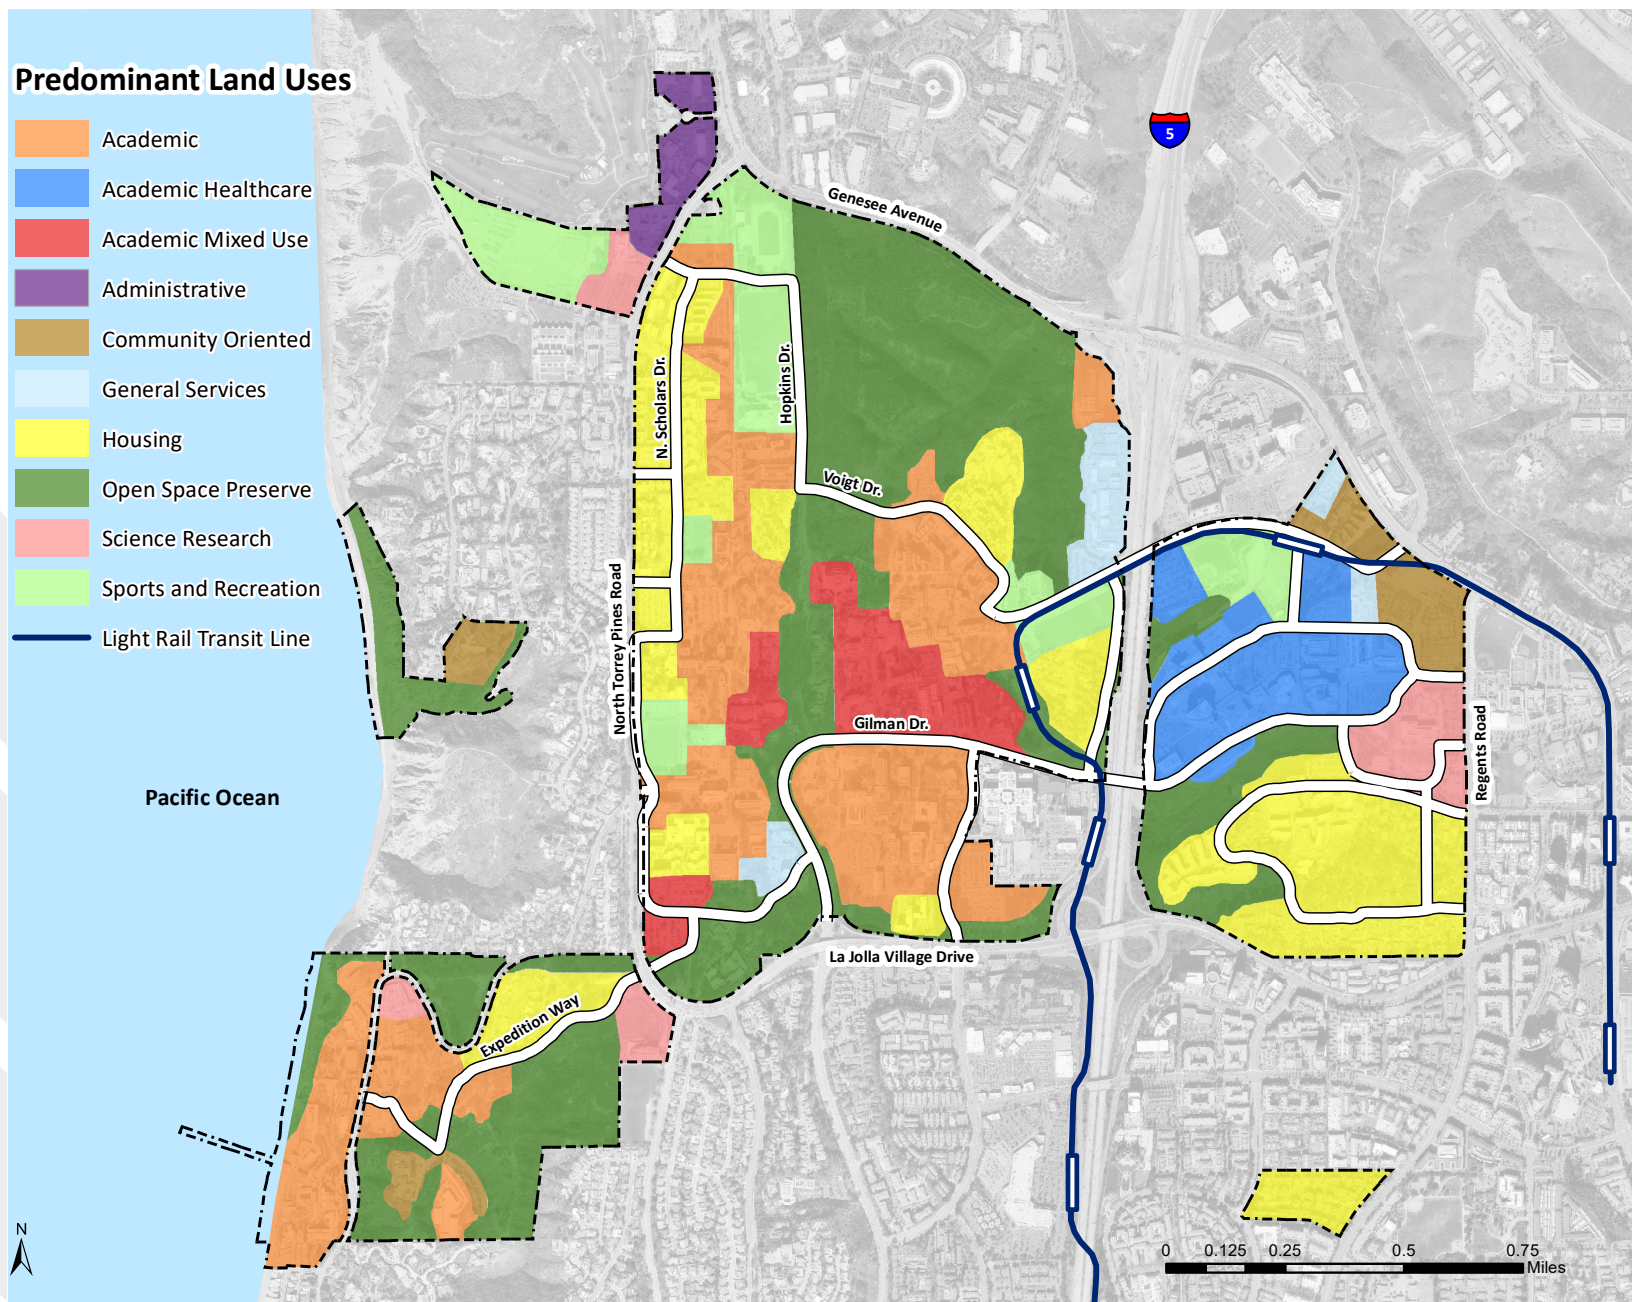 Predominant Land Uses
Academic
Academic Healthcare
Academic Mixed Use
Administrative
Community Oriented
General Services
Housing
Open Space Preserve
Science Research
Sports and Recreation
Light Rail Transit Line
5
Genesee Avenue
N. Scholars Dr.
Hopkins Dr.
Voigt Dr.
North Torrey Pines Road
Gilman Dr.
Regents Road
Pacific Ocean
La Jolla Village Drive
Expedition Way
N
0 0.125 0.25 0.5 0.75
Miles